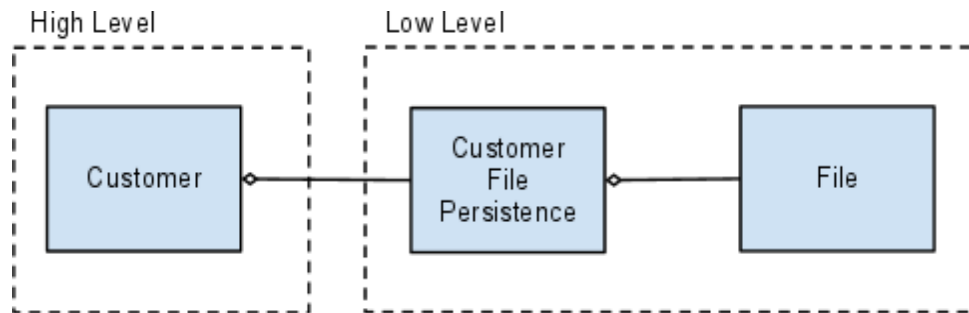 High Level
Low Level
Customer
Customer
File
Persistence
File